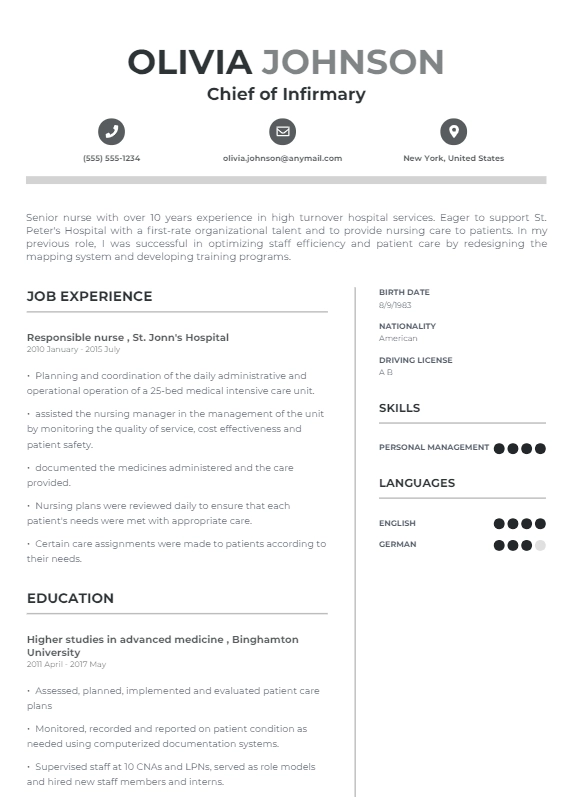 OLIVIA JOHNSON
Chief of Infirmary
(555) 555-1234
olivia.johnson@anymail.com
New York, United States
Senior nurse with over 10 years experience in high turnover hospital services. Eager to support St.
Peter's Hospital with a first-rate organizational talent and to provide nursing care to patients. In my
previous role, I was successful in optimizing staff efficiency and patient care by redesigning the
mapping system and developing training programs.
JOB EXPERIENCE
Responsible nurse , St. Jonn's Hospital
2010 January - 2015 July
• Planning and coordination of the daily administrative and
operational operation of a 25-bed medical intensive care unit.
• assisted the nursing manager in the management of the unit
by monitoring the quality of service, cost effectiveness and
patient safety.
• documented the medicines administered and the care
provided.
• Nursing plans were reviewed daily to ensure that each
patient's needs were met with appropriate care.
• Certain care assignments were made to patients according to
their needs.
EDUCATION
Higher studies in advanced medicine , Binghamton
University
2011 April - 2017 May
• Assessed, planned, implemented and evaluated patient care
plans
• Monitored, recorded and reported on patient condition as
needed using computerized documentation systems.
• Supervised staff at 10 CNAs and LPNs, served as role models
and hired new staff members and interns.
BIRTH DATE
8/9/1983
NATIONALITY
American
DRIVING LICENSE
A B
SKILLS
PERSONAL MANAGEMENT
LANGUAGES
ENGLISH
GERMAN